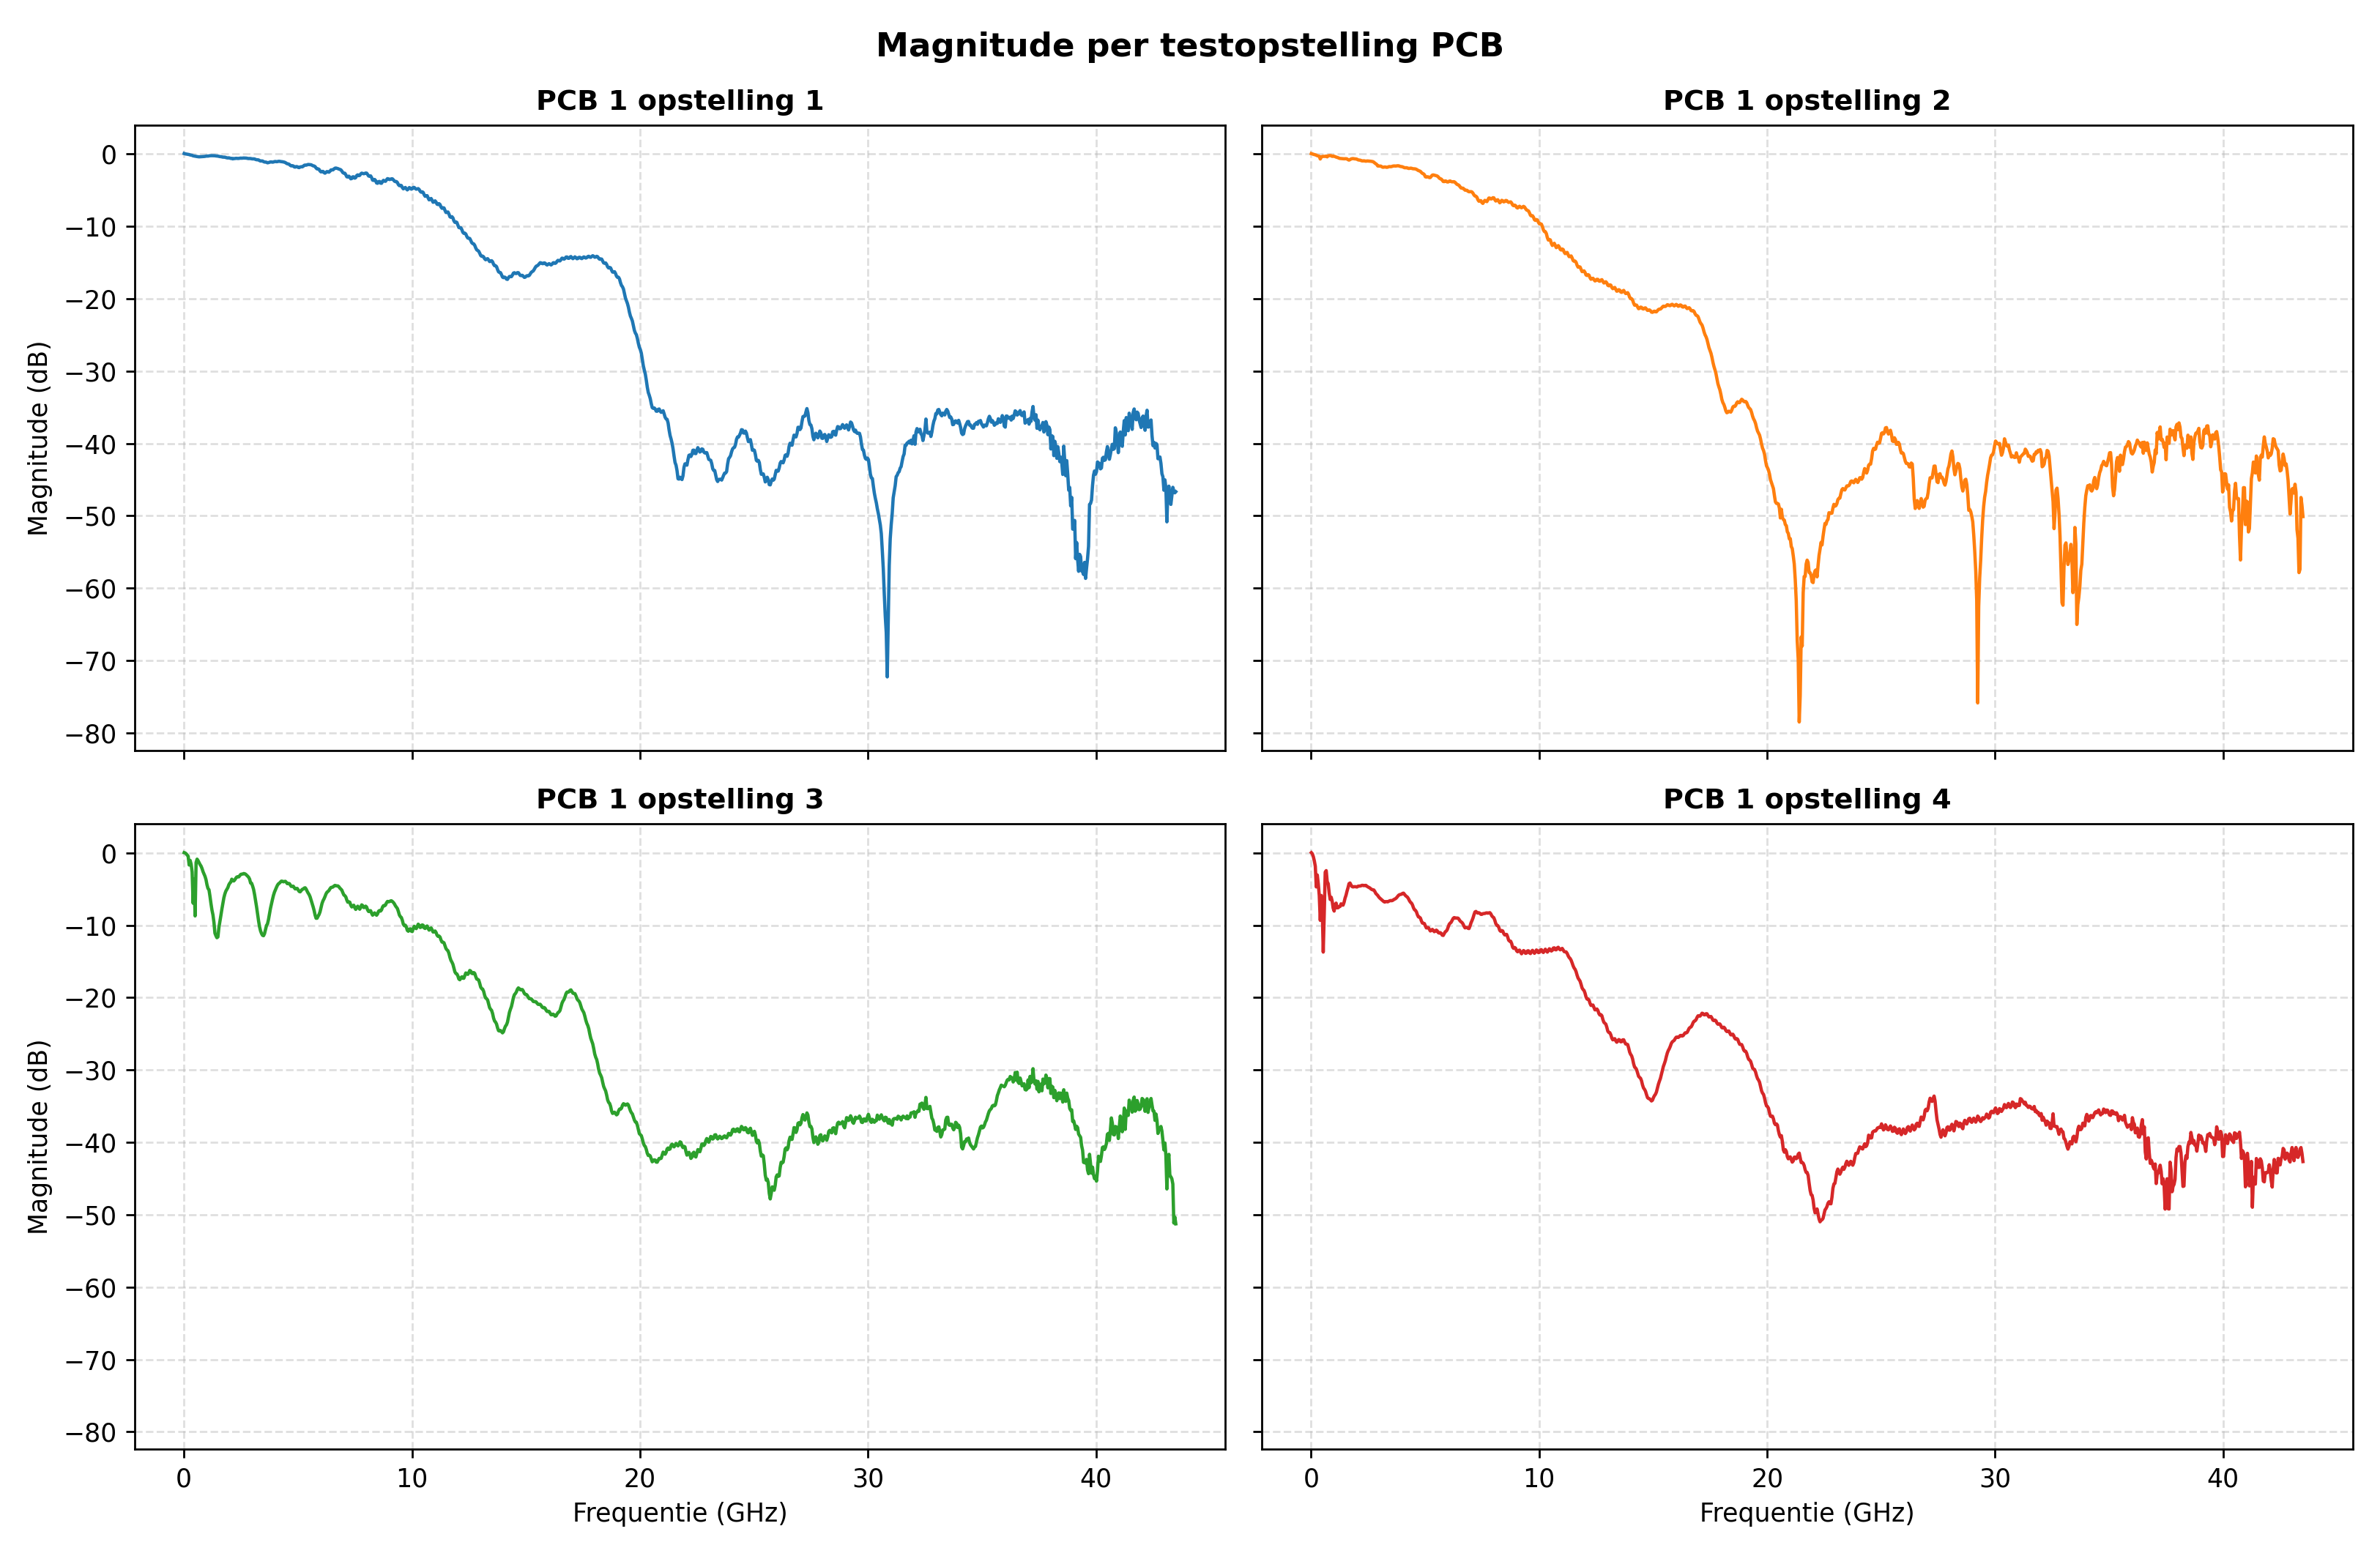 Magnitude per testopstelling PCB
PCB 1 opstelling 1
PCB 1 opstelling 2
0
−10
−20
−30
−40
−50
−60
−70
−80
Magnitude (dB)
PCB 1 opstelling 3
PCB 1 opstelling 4
0
−10
−20
−30
−40
−50
−60
−70
−80
Magnitude (dB)
0 10 20 30 40
0 10 20 30 40
Frequentie (GHz)
Frequentie (GHz)